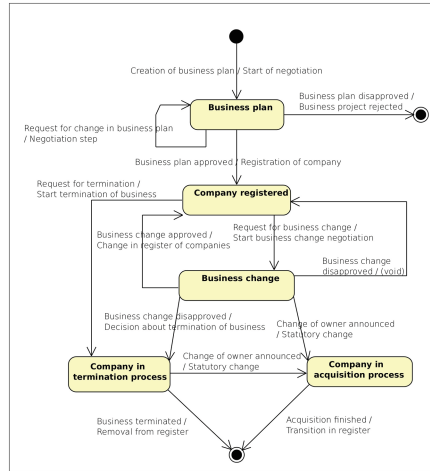 Creation of business plan / Start of negotiation
Business plan
Business plan disapproved /
Business project rejected
Request for change in business plan
/ Negotiation step
Business plan approved / Registration of company
Request for termination /
Start termination of business
Company registered
Business change approved /
Change in register of companies
Request for business change /
Start business change negotiation
Business change
disapproved / (void)
Business change
Business change disapproved /
Decision about termination of business
Change of owner announced
/ Statutory change
Change of owner announced
/ Statutory change
Company in
termination process
Company in
acquisition process
Business terminated /
Removal from register
Acquisition finished /
Transition in register